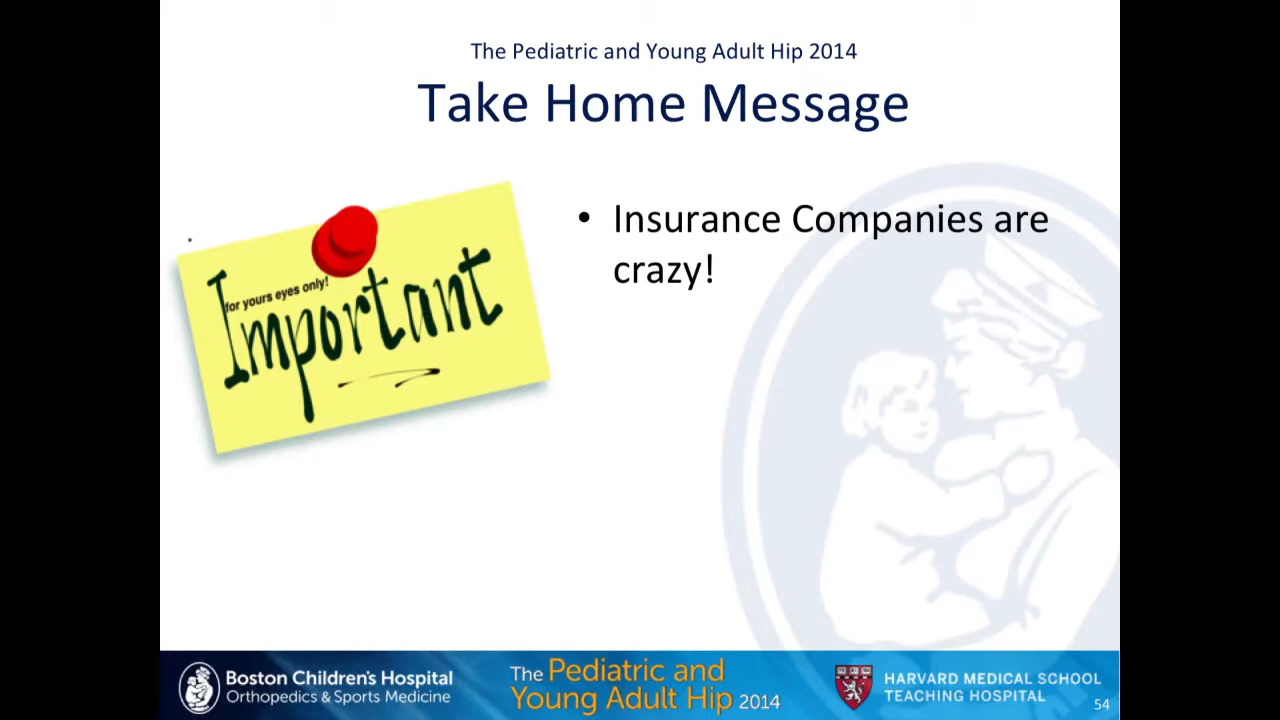 The Pediatric and Young Adult Hip 2014
Take Home Message
for yours eyes only!
Important
• Insurance Companies are
crazy!
Boston Children's Hospital
Orthopedics & Sports Medicine
The Pediatric and
Young Adult Hip 2014
HARVARD MEDICAL SCHOOL
TEACHING HOSPITAL
54